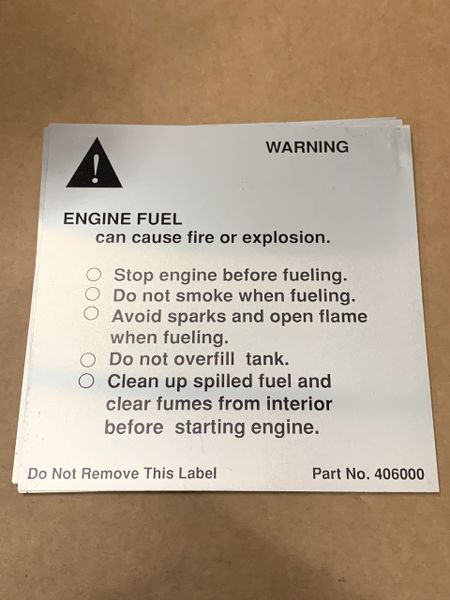 WARNING
ENGINE FUEL
can cause fire or explosion.
○ Stop engine before fueling.
○ Do not smoke when fueling.
○ Avoid sparks and open flame
when fueling.
○ Do not overfill tank.
○ Clean up spilled fuel and
clear fumes from interior
before starting engine.
Do Not Remove This Label Part No. 406000